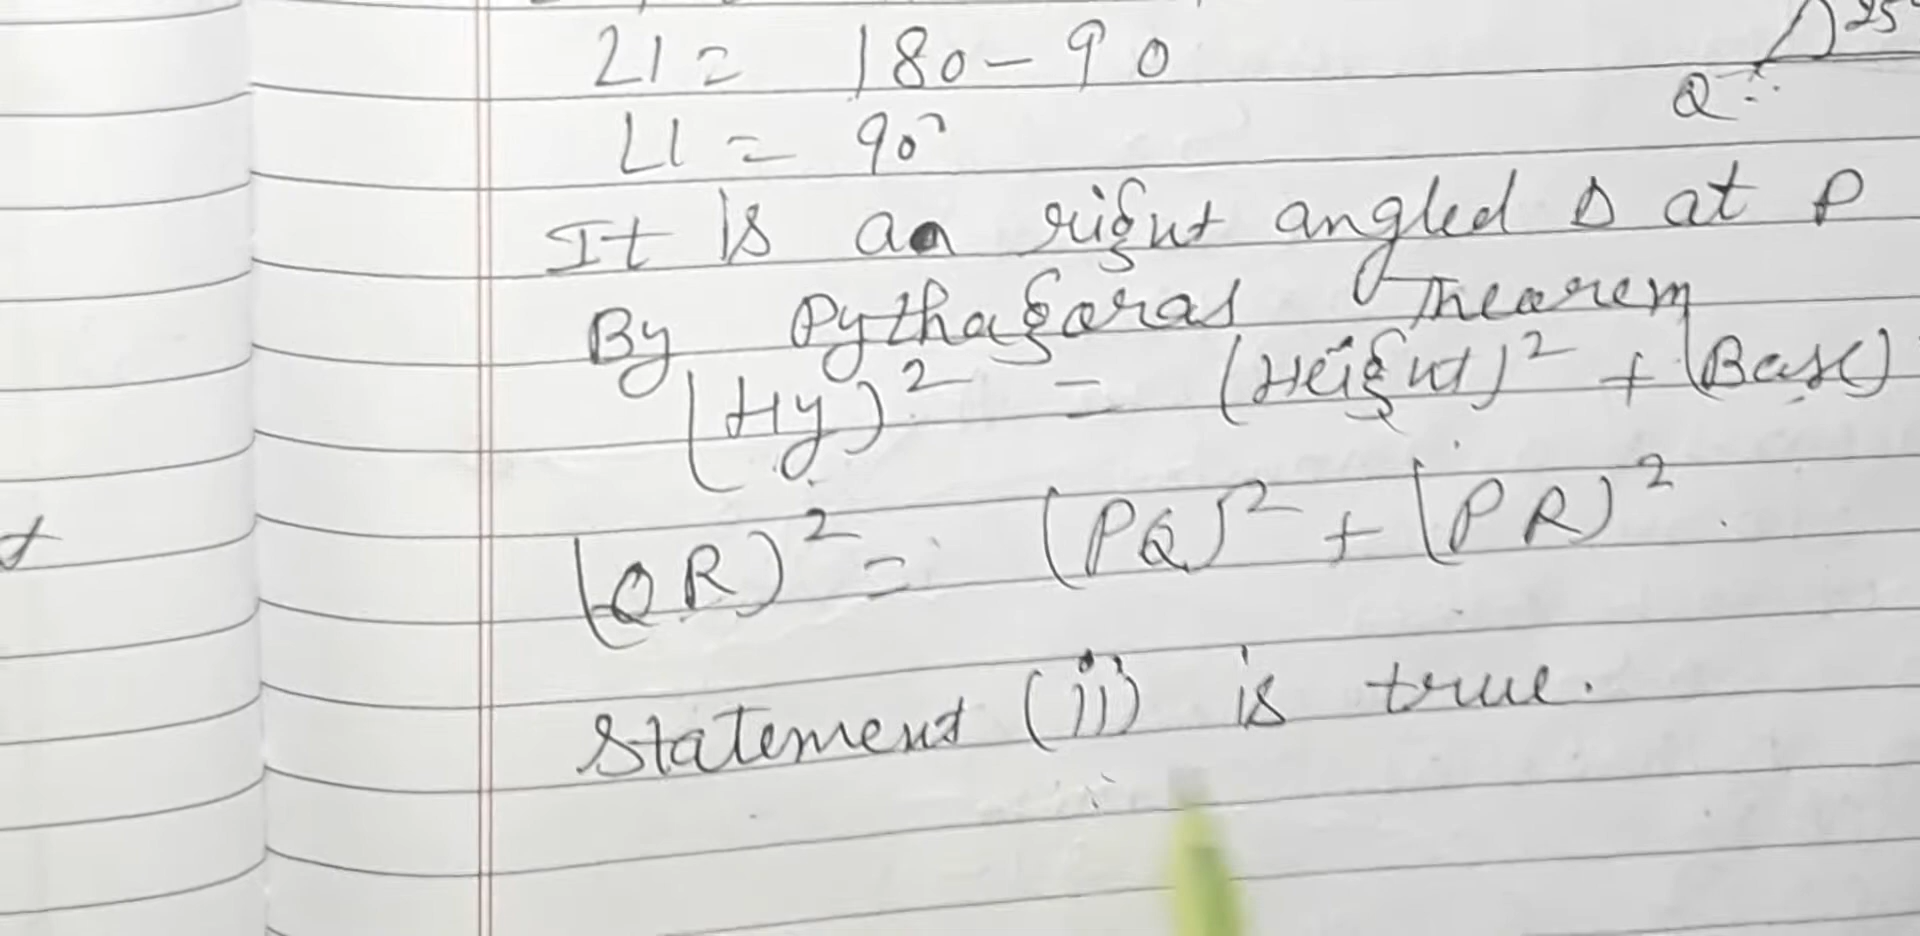 ∠1 = 180 - 90
25°
Q
∠1 = 90°
It is a right angled Δ at P
By Pythagoras Theorem
(Hy)² = (Height)² + (Base)
(QR)² = (PQ)² + (PR)².
Statement (ii) is true.